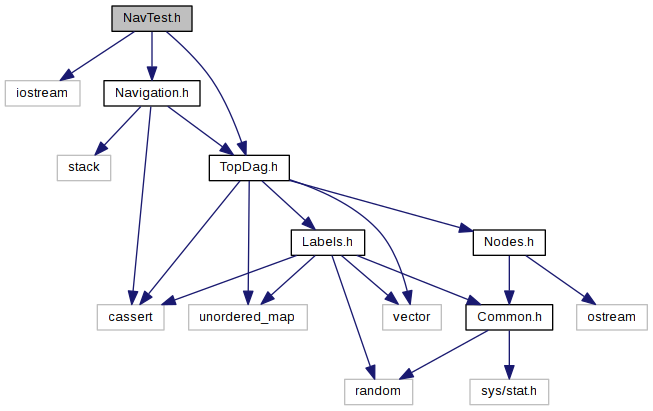 NavTest.h
iostream
Navigation.h
stack
TopDag.h
Labels.h
Nodes.h
cassert
unordered_map
vector
Common.h
ostream
random
sys/stat.h